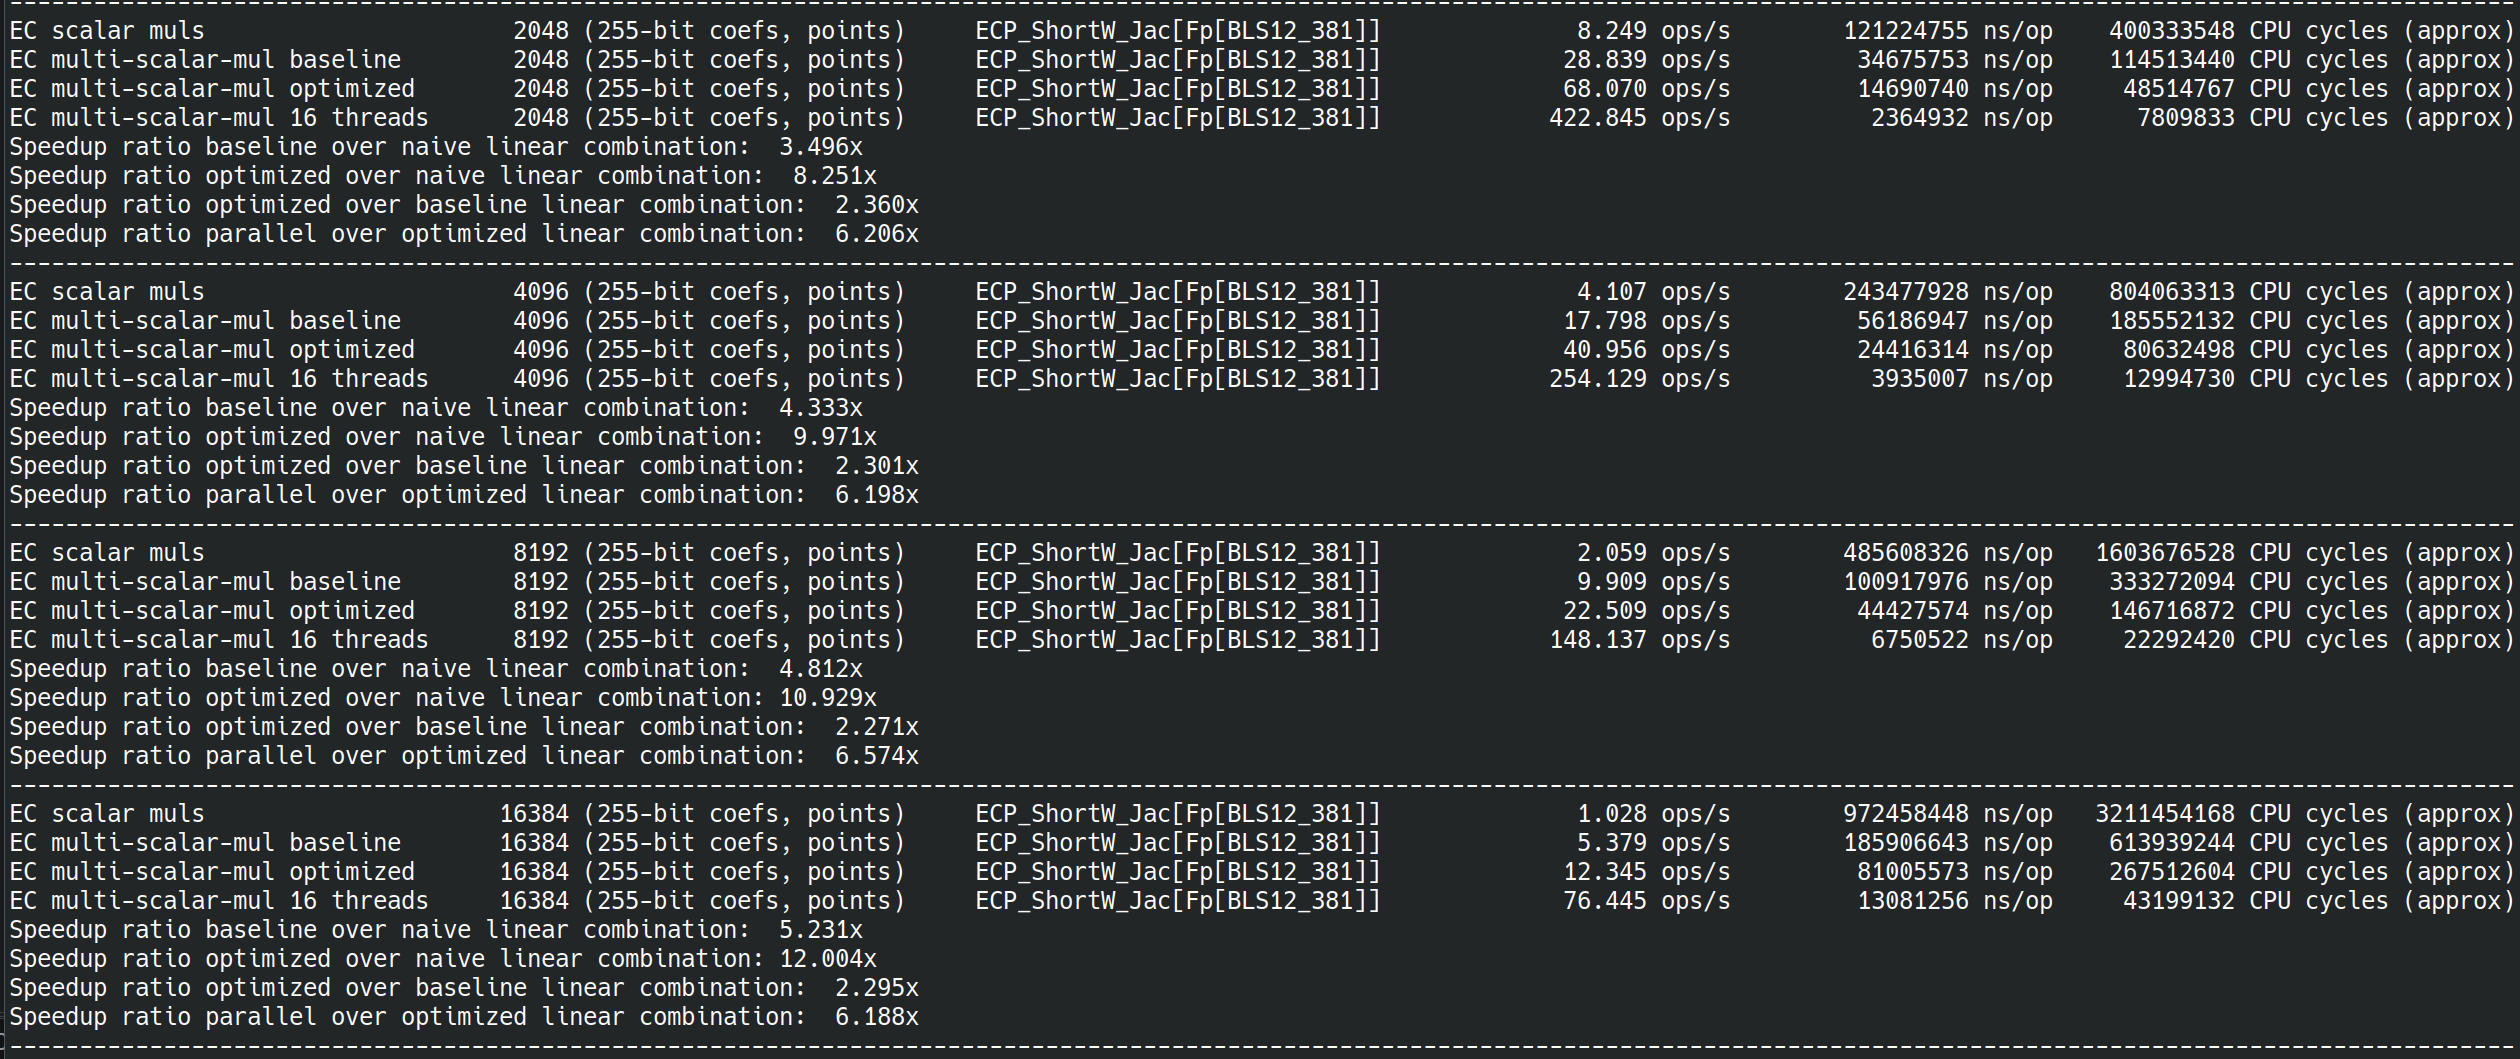 --------------------------------------------------------------------------------------------------------------------------------------------------------------------------------------
EC scalar muls                      2048 (255-bit coefs, points)     ECP_ShortW_Jac[Fp[BLS12_381]]              8.249 ops/s        121224755 ns/op    400333548 CPU cycles (approx)
EC multi-scalar-mul baseline        2048 (255-bit coefs, points)     ECP_ShortW_Jac[Fp[BLS12_381]]             28.839 ops/s         34675753 ns/op    114513440 CPU cycles (approx)
EC multi-scalar-mul optimized       2048 (255-bit coefs, points)     ECP_ShortW_Jac[Fp[BLS12_381]]             68.070 ops/s         14690740 ns/op     48514767 CPU cycles (approx)
EC multi-scalar-mul 16 threads      2048 (255-bit coefs, points)     ECP_ShortW_Jac[Fp[BLS12_381]]            422.845 ops/s          2364932 ns/op      7809833 CPU cycles (approx)
Speedup ratio baseline over naive linear combination:  3.496x
Speedup ratio optimized over naive linear combination:  8.251x
Speedup ratio optimized over baseline linear combination:  2.360x
Speedup ratio parallel over optimized linear combination:  6.206x
--------------------------------------------------------------------------------------------------------------------------------------------------------------------------------------
EC scalar muls                      4096 (255-bit coefs, points)     ECP_ShortW_Jac[Fp[BLS12_381]]              4.107 ops/s        243477928 ns/op    804063313 CPU cycles (approx)
EC multi-scalar-mul baseline        4096 (255-bit coefs, points)     ECP_ShortW_Jac[Fp[BLS12_381]]             17.798 ops/s         56186947 ns/op    185552132 CPU cycles (approx)
EC multi-scalar-mul optimized       4096 (255-bit coefs, points)     ECP_ShortW_Jac[Fp[BLS12_381]]             40.956 ops/s         24416314 ns/op     80632498 CPU cycles (approx)
EC multi-scalar-mul 16 threads      4096 (255-bit coefs, points)     ECP_ShortW_Jac[Fp[BLS12_381]]            254.129 ops/s          3935007 ns/op     12994730 CPU cycles (approx)
Speedup ratio baseline over naive linear combination:  4.333x
Speedup ratio optimized over naive linear combination:  9.971x
Speedup ratio optimized over baseline linear combination:  2.301x
Speedup ratio parallel over optimized linear combination:  6.198x
--------------------------------------------------------------------------------------------------------------------------------------------------------------------------------------
EC scalar muls                      8192 (255-bit coefs, points)     ECP_ShortW_Jac[Fp[BLS12_381]]              2.059 ops/s        485608326 ns/op   1603676528 CPU cycles (approx)
EC multi-scalar-mul baseline        8192 (255-bit coefs, points)     ECP_ShortW_Jac[Fp[BLS12_381]]              9.909 ops/s        100917976 ns/op    333272094 CPU cycles (approx)
EC multi-scalar-mul optimized       8192 (255-bit coefs, points)     ECP_ShortW_Jac[Fp[BLS12_381]]             22.509 ops/s         44427574 ns/op    146716872 CPU cycles (approx)
EC multi-scalar-mul 16 threads      8192 (255-bit coefs, points)     ECP_ShortW_Jac[Fp[BLS12_381]]            148.137 ops/s          6750522 ns/op     22292420 CPU cycles (approx)
Speedup ratio baseline over naive linear combination:  4.812x
Speedup ratio optimized over naive linear combination: 10.929x
Speedup ratio optimized over baseline linear combination:  2.271x
Speedup ratio parallel over optimized linear combination:  6.574x
--------------------------------------------------------------------------------------------------------------------------------------------------------------------------------------
EC scalar muls                     16384 (255-bit coefs, points)     ECP_ShortW_Jac[Fp[BLS12_381]]              1.028 ops/s        972458448 ns/op   3211454168 CPU cycles (approx)
EC multi-scalar-mul baseline       16384 (255-bit coefs, points)     ECP_ShortW_Jac[Fp[BLS12_381]]              5.379 ops/s        185906643 ns/op    613939244 CPU cycles (approx)
EC multi-scalar-mul optimized      16384 (255-bit coefs, points)     ECP_ShortW_Jac[Fp[BLS12_381]]             12.345 ops/s         81005573 ns/op    267512604 CPU cycles (approx)
EC multi-scalar-mul 16 threads     16384 (255-bit coefs, points)     ECP_ShortW_Jac[Fp[BLS12_381]]             76.445 ops/s         13081256 ns/op     43199132 CPU cycles (approx)
Speedup ratio baseline over naive linear combination:  5.231x
Speedup ratio optimized over naive linear combination: 12.004x
Speedup ratio optimized over baseline linear combination:  2.295x
Speedup ratio parallel over optimized linear combination:  6.188x
--------------------------------------------------------------------------------------------------------------------------------------------------------------------------------------